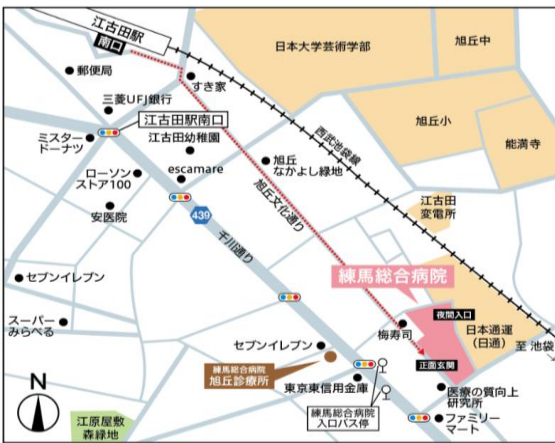 江古田駅
南口
日本大学芸術学部
旭丘中
郵便局
すき家
三菱UFJ銀行
江古田駅南口
旭丘小
能満寺
西武池袋線
ミスター
ドーナツ
江古田幼稚園
旭丘
なかよし緑地
ローソン
ストア100
escamare
旭丘文化通り
江古田
変電所
安医院
439
千川通り
練馬総合病院
セブンイレブン
夜間入口
日本通運
(日通)
至 池袋
スーパー
みらべる
梅寿司
セブンイレブン
練馬総合病院
旭丘診療所
正面玄関
東京東信用金庫
医療の質向上
研究所
練馬総合病院
入口バス停
ファミリー
マート
N
江原屋敷
森緑地